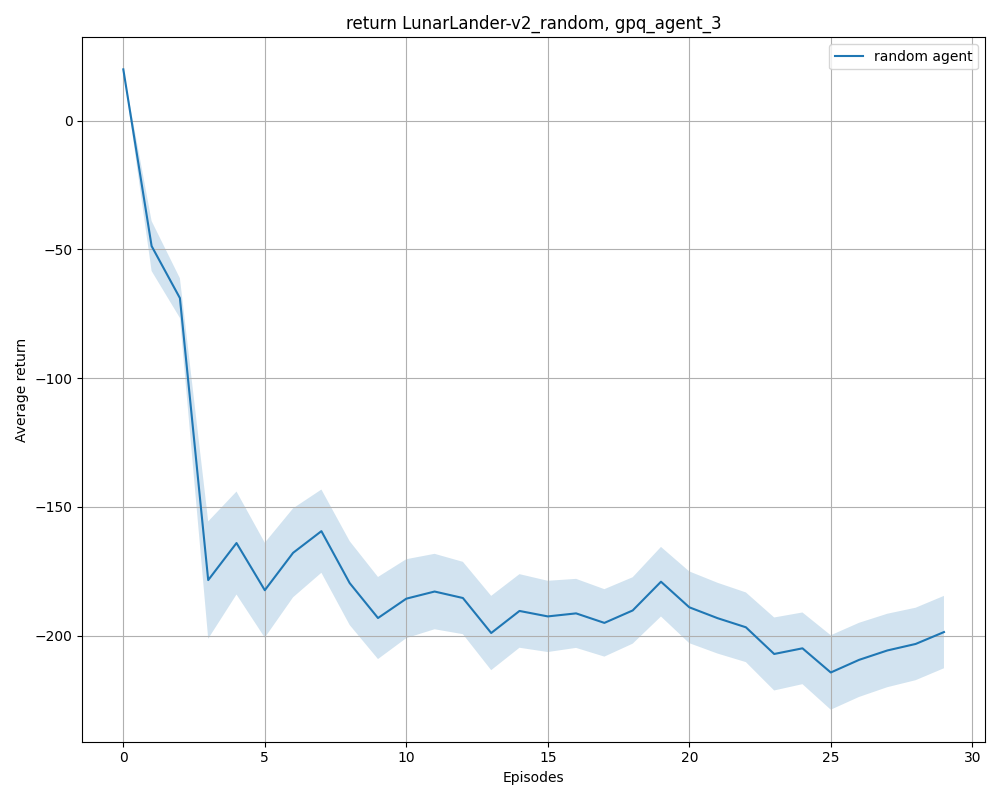 return LunarLander-v2_random, gpq_agent_3
random agent
Average return
0
−50
−100
−150
−200
0 5 10 15 20 25 30
Episodes